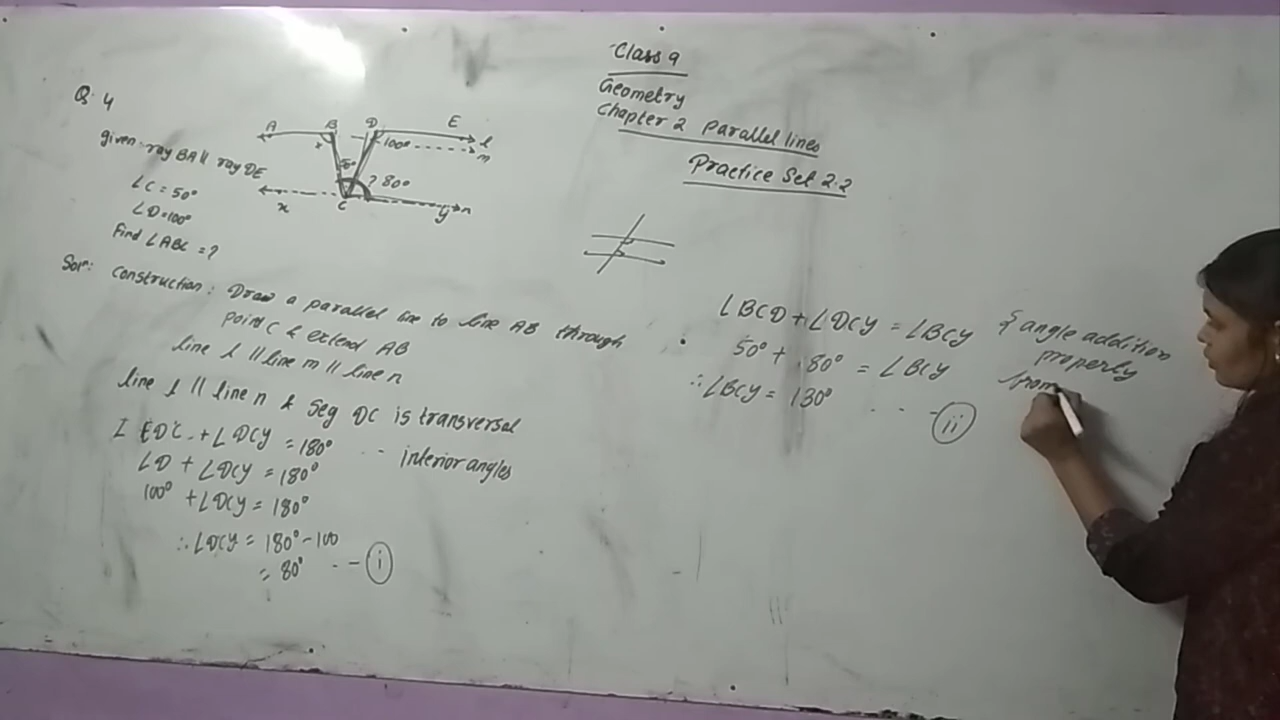 Class 9
Geometry
Chapter 2 parallel lines
Practice Set 2.2
Q. 4
given: ray BA || ray DE
∠C = 50°
∠D = 100°
Find ∠ABC = ?
A B D E l
100° m
x 50° ? 80°
x C y n
Solⁿ: Construction: Draw a parallel line to line AB through
point C & extend AB
line l || line m || line n
line l || line n & seg DC is transversal
∠EDC + ∠DCY = 180° - - interior angles
∠D + ∠DCY = 180°
100° + ∠DCY = 180°
∴ ∠DCY = 180° - 100
= 80° - - - (i)
∠BCD + ∠DCY = ∠BCY { angle addition
property
50° + 80° = ∠BCY
from
∴ ∠BCY = 130° - - - (ii)